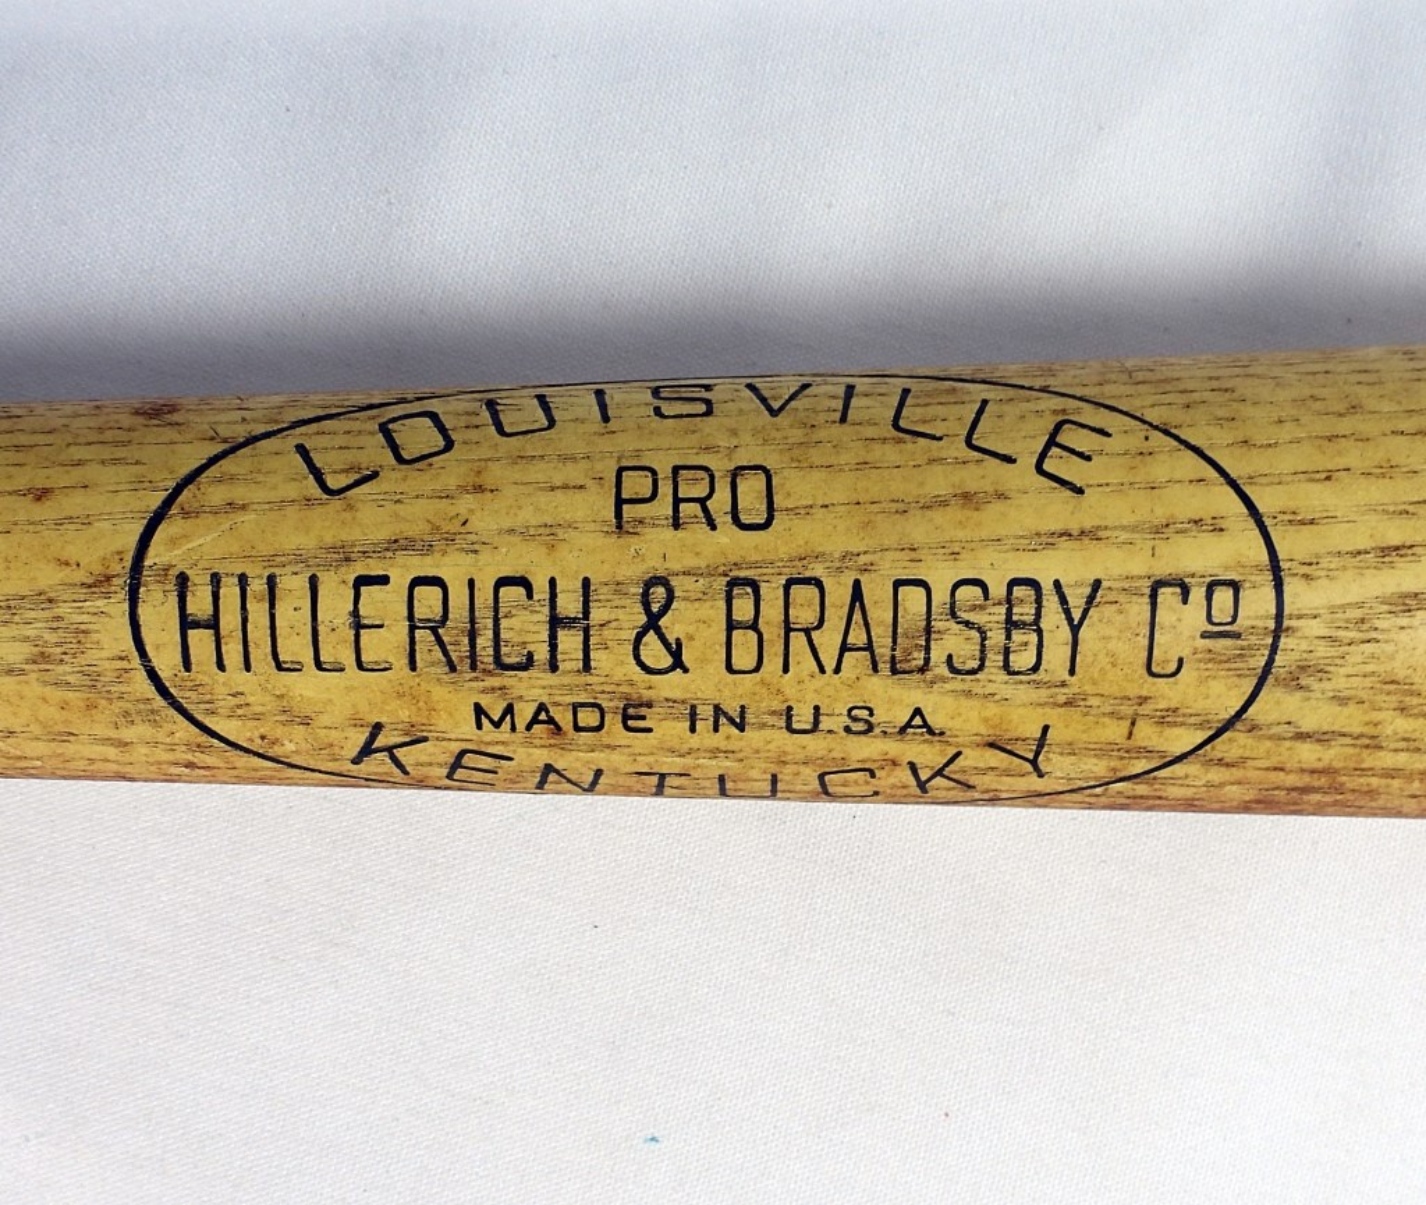 LOUISVILLE
PRO
HILLERICH & BRADSBY Cº
MADE IN U.S.A.
KENTUCKY